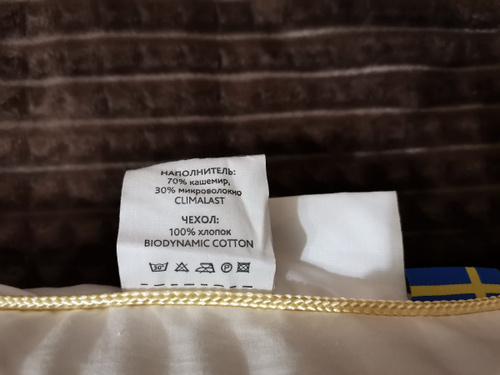 НАПОЛНИТЕЛЬ:
70% кашемир,
30% микроволокно
CLIMALAST
ЧЕХОЛ:
100% хлопок
BIODYNAMIC COTTON